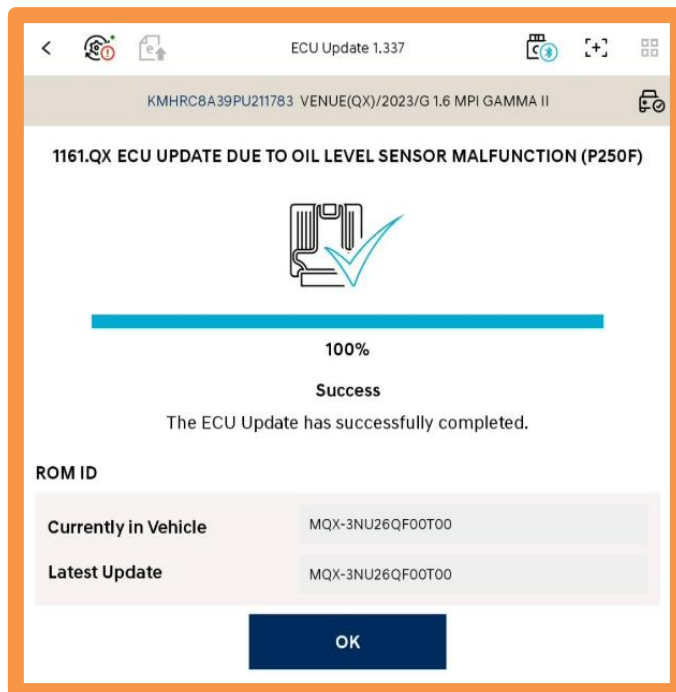 ECU Update 1.337
KMHRC8A39PU211783 VENUE(QX)/2023/G 1.6 MPI GAMMA II
1161.QX ECU UPDATE DUE TO OIL LEVEL SENSOR MALFUNCTION (P250F)
100%
Success
The ECU Update has successfully completed.
ROM ID
Currently in Vehicle MQX-3NU26QF00T00
Latest Update MQX-3NU26QF00T00
OK